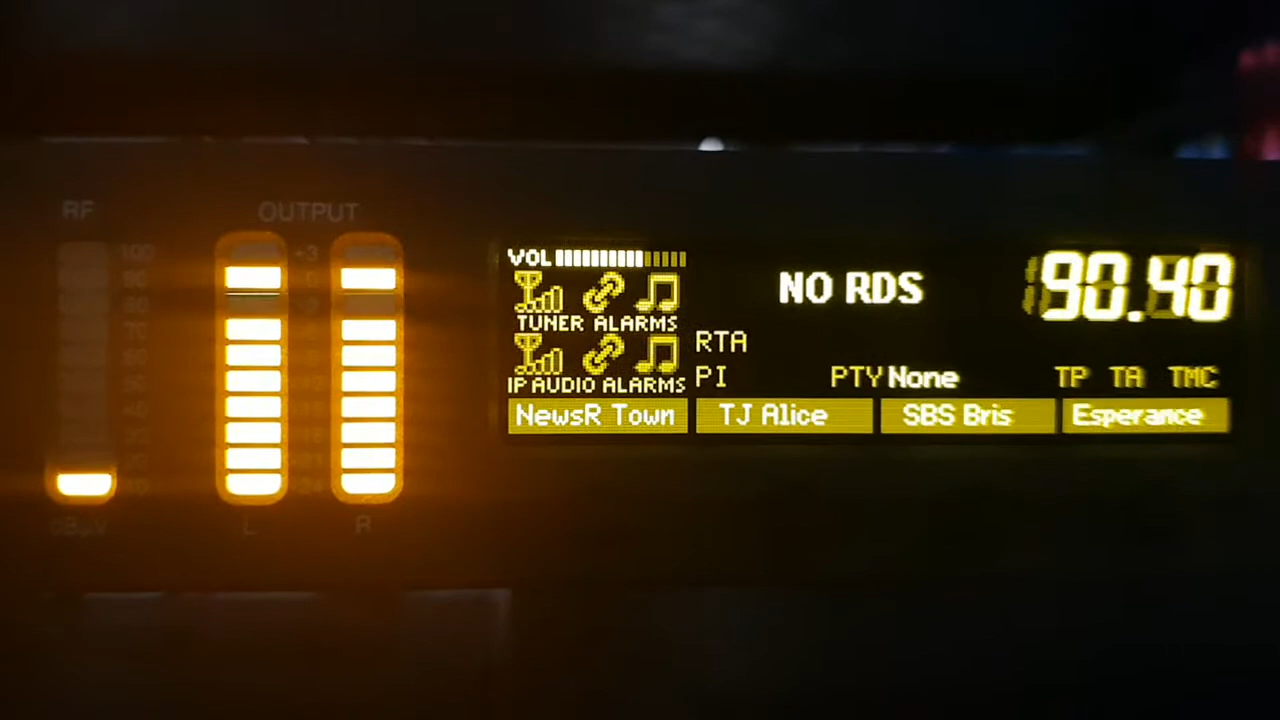 RF
OUTPUT
VOL
NO RDS
90.40
TUNER ALARMS
RTA
IP AUDIO ALARMS
PI
PTY None
TP TA TMC
NewsR Town
TJ Alice
SBS Bris
Esperance
dBµV
L
R